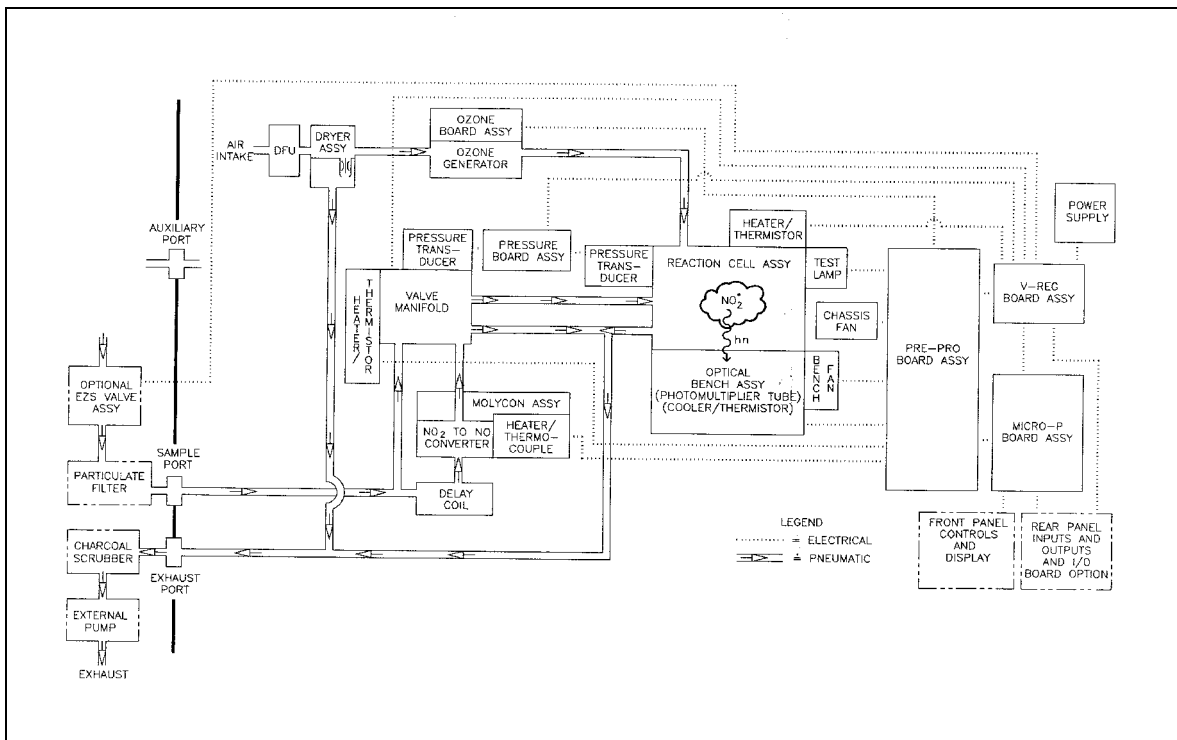 AIR
INTAKE
DFU
DRYER
ASSY
OZONE
BOARD ASSY
OZONE
GENERATOR
POWER
SUPPLY
AUXILIARY
PORT
PRESSURE
TRANS-
DUCER
PRESSURE
BOARD ASSY
PRESSURE
TRANS-
DUCER
HEATER/
THERMISTOR
REACTION CELL ASSY
TEST
LAMP
V-REG
BOARD ASSY
HEATER/
THERMISTOR
VALVE
MANIFOLD
NO2*
hn
CHASSIS
FAN
PRE-PRO
BOARD ASSY
OPTIONAL
EZS VALVE
ASSY
OPTICAL
BENCH ASSY
(PHOTOMULTIPLIER TUBE)
(COOLER/THERMISTOR)
BENCH
FAN
MOLYCON ASSY
NO2 TO NO
CONVERTER
HEATER/
THERMO-
COUPLE
MICRO-P
BOARD ASSY
SAMPLE
PORT
PARTICULATE
FILTER
DELAY
COIL
CHARCOAL
SCRUBBER
EXHAUST
PORT
EXTERNAL
PUMP
EXHAUST
LEGEND
= ELECTRICAL
= PNEUMATIC
FRONT PANEL
CONTROLS
AND
DISPLAY
REAR PANEL
INPUTS AND
OUTPUTS
AND I/O
BOARD OPTION